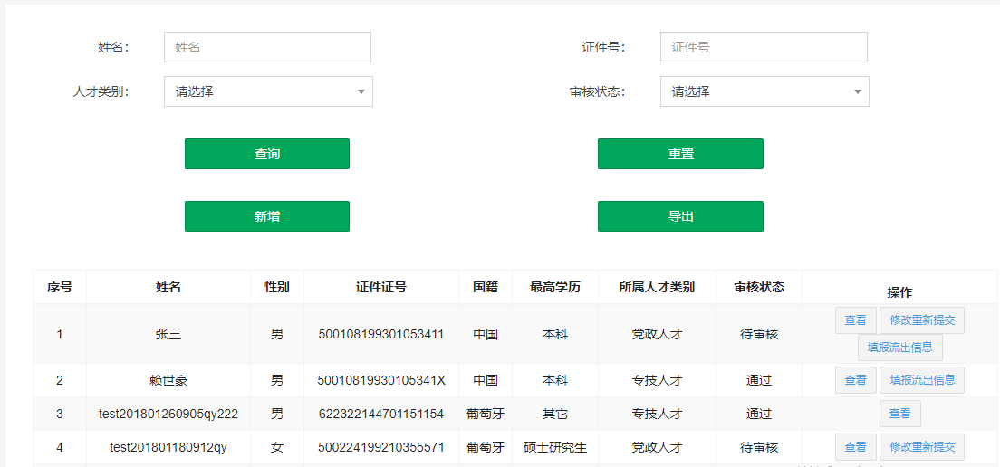 姓名： 姓名 证件号： 证件号
人才类别： 请选择 审核状态： 请选择
查询 重置
新增 导出
序号 姓名 性别 证件证号 国籍 最高学历 所属人才类别 审核状态 操作
1 张三 男 500108199301053411 中国 本科 党政人才 待审核 查看 修改重新提交
填报流出信息
2 赖世豪 男 50010819930105341X 中国 本科 专技人才 通过 查看 填报流出信息
3 test201801260905qy222 男 622322144701151154 葡萄牙 其它 专技人才 通过 查看
4 test201801180912qy 女 500224199210355571 葡萄牙 硕士研究生 党政人才 待审核 查看 修改重新提交